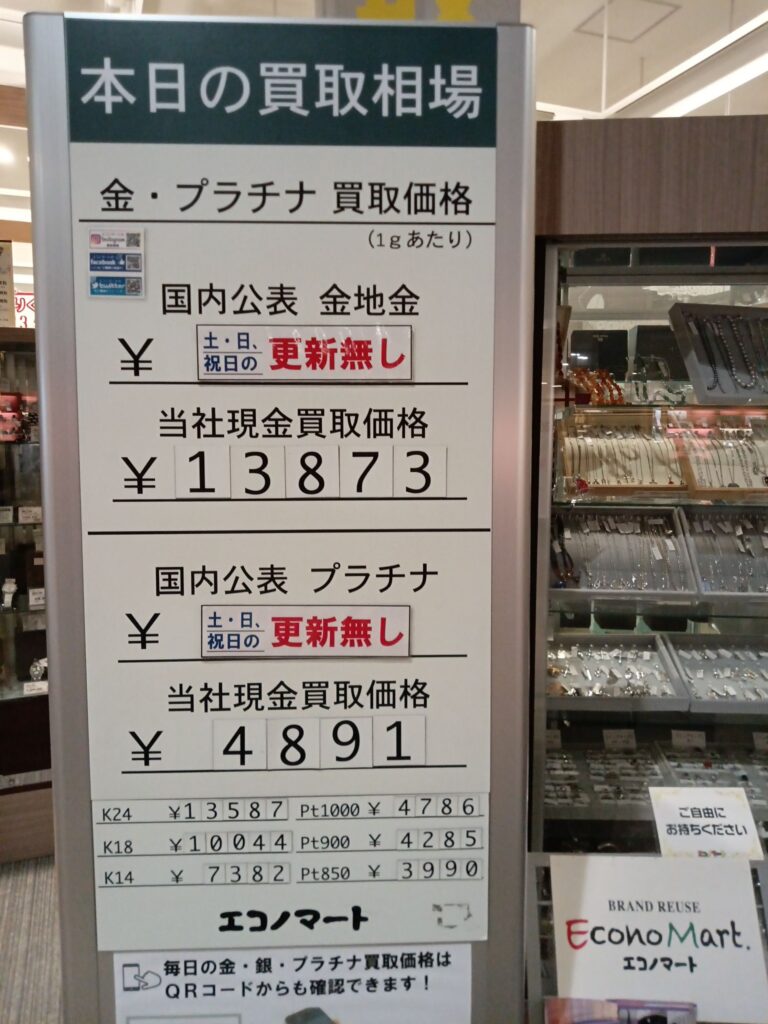 本日の買取相場
金・プラチナ 買取価格
(1gあたり)
Instagram
facebook
twitter
国内公表 金地金
¥ 土・日、祝日の 更新無し
当社現金買取価格
¥ 13873
国内公表 プラチナ
¥ 土・日、祝日の 更新無し
当社現金買取価格
¥ 4891
K24 ¥13587 Pt1000 ¥ 4786
K18 ¥10044 Pt900 ¥ 4285
K14 ¥ 7382 Pt850 ¥ 3990
エコノマート
毎日の金・銀・プラチナ買取価格は
QRコードからも確認できます!
ご自由に
お持ちください
BRAND REUSE
EconoMart.
エコノマート